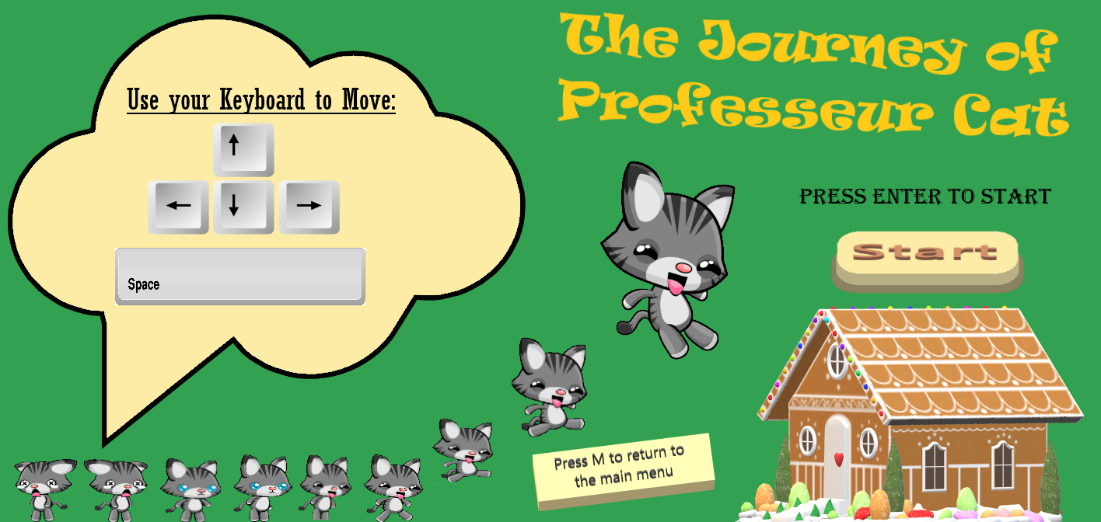 Use your Keyboard to Move:
↑
← ↓ →
Space
The Journey of
Professeur Cat
PRESS ENTER TO START
Start
Press M to return to
the main menu